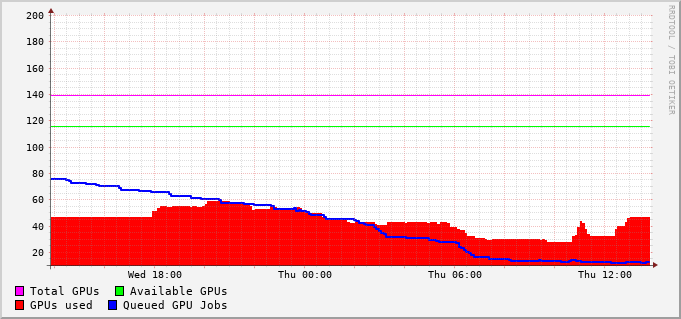 200
180
160
140
120
100
80
60
40
20
Wed 18:00 Thu 00:00 Thu 06:00 Thu 12:00
Total GPUs Available GPUs
GPUs used Queued GPU Jobs
RRDTOOL / TOBI OETIKER